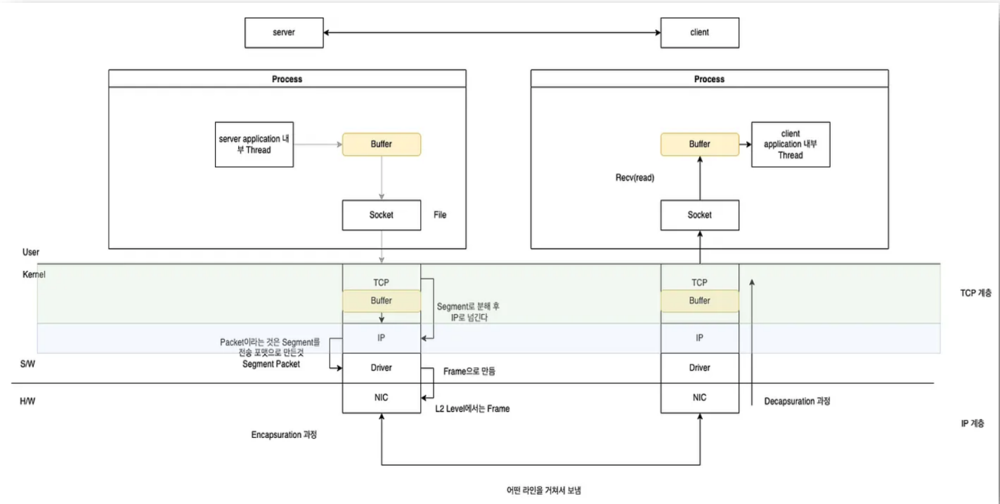 server
client
Process
Process
server application 내
부 Thread
Buffer
Buffer
client
application 내부
Thread
Recv(read)
Socket
File
Socket
User
Kernel
TCP
TCP
TCP 계층
Buffer
Buffer
Segment로 분해 후
IP로 넘긴다
IP
IP
Packet이라는 것은 Segment를
전송 포맷으로 만든것
Segment Packet
S/W
Driver
Frame으로 만듬
Driver
H/W
NIC
NIC
L2 Level에서는 Frame
Decapsuration 과정
IP 계층
Encapsuration 과정
어떤 라인을 거쳐서 보냄